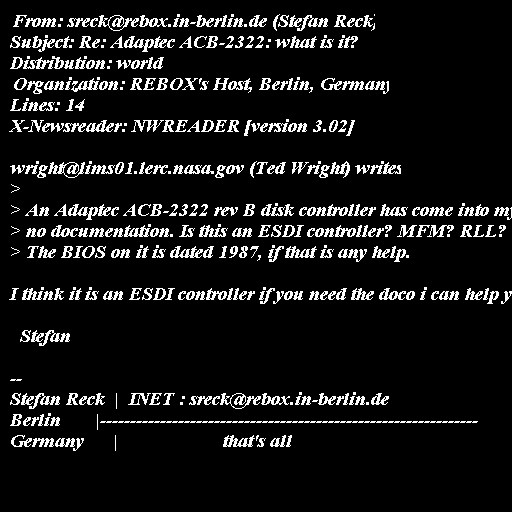 From: sreck@rebox.in-berlin.de (Stefan Reck)
Subject: Re: Adaptec ACB-2322: what is it?
Distribution: world
Organization: REBOX's Host, Berlin, Germany
Lines: 14
X-Newsreader: NWREADER [version 3.02]

wright@lims01.lerc.nasa.gov (Ted Wright) writes
>
> An Adaptec ACB-2322 rev B disk controller has come into my
> no documentation. Is this an ESDI controller? MFM? RLL?
> The BIOS on it is dated 1987, if that is any help.

I think it is an ESDI controller if you need the doco i can help y

Stefan

--
Stefan Reck | INET : sreck@rebox.in-berlin.de
Berlin |---------------------------------------------------------------
Germany | that's all